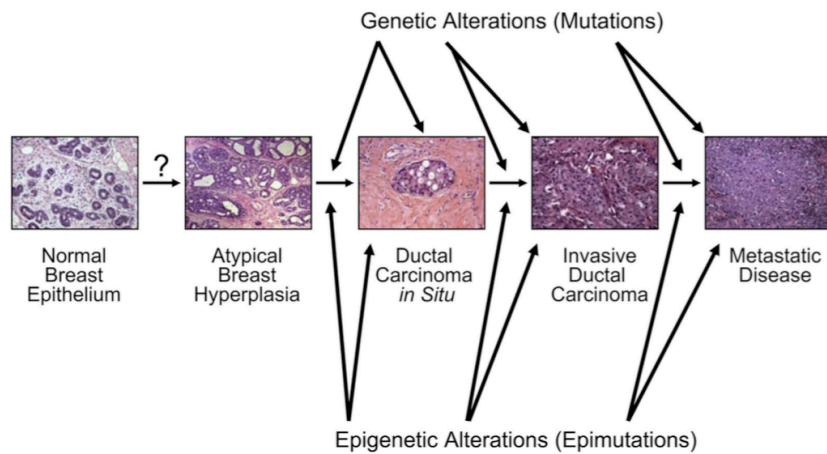 Genetic Alterations (Mutations)
?
Normal
Breast
Epithelium
Atypical
Breast
Hyperplasia
Ductal
Carcinoma
in Situ
Invasive
Ductal
Carcinoma
Metastatic
Disease
Epigenetic Alterations (Epimutations)